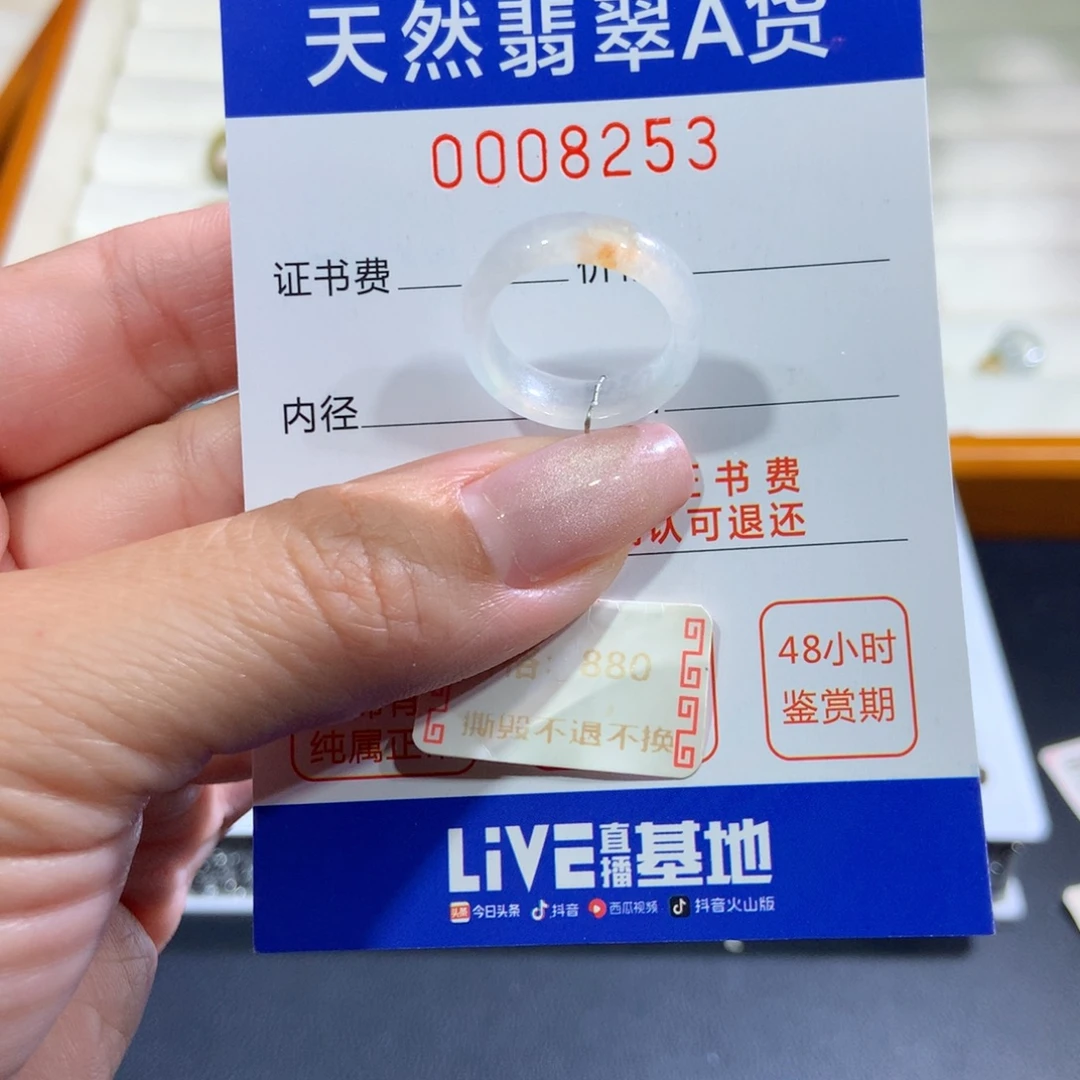 天然翡翠A货
0008253
证书费
内径
书费
认可退还
880
撕毁不退不换
48小时
鉴赏期
纯属正
LiVE直播基地
头条 今日头条 抖音 西瓜视频 抖音火山版